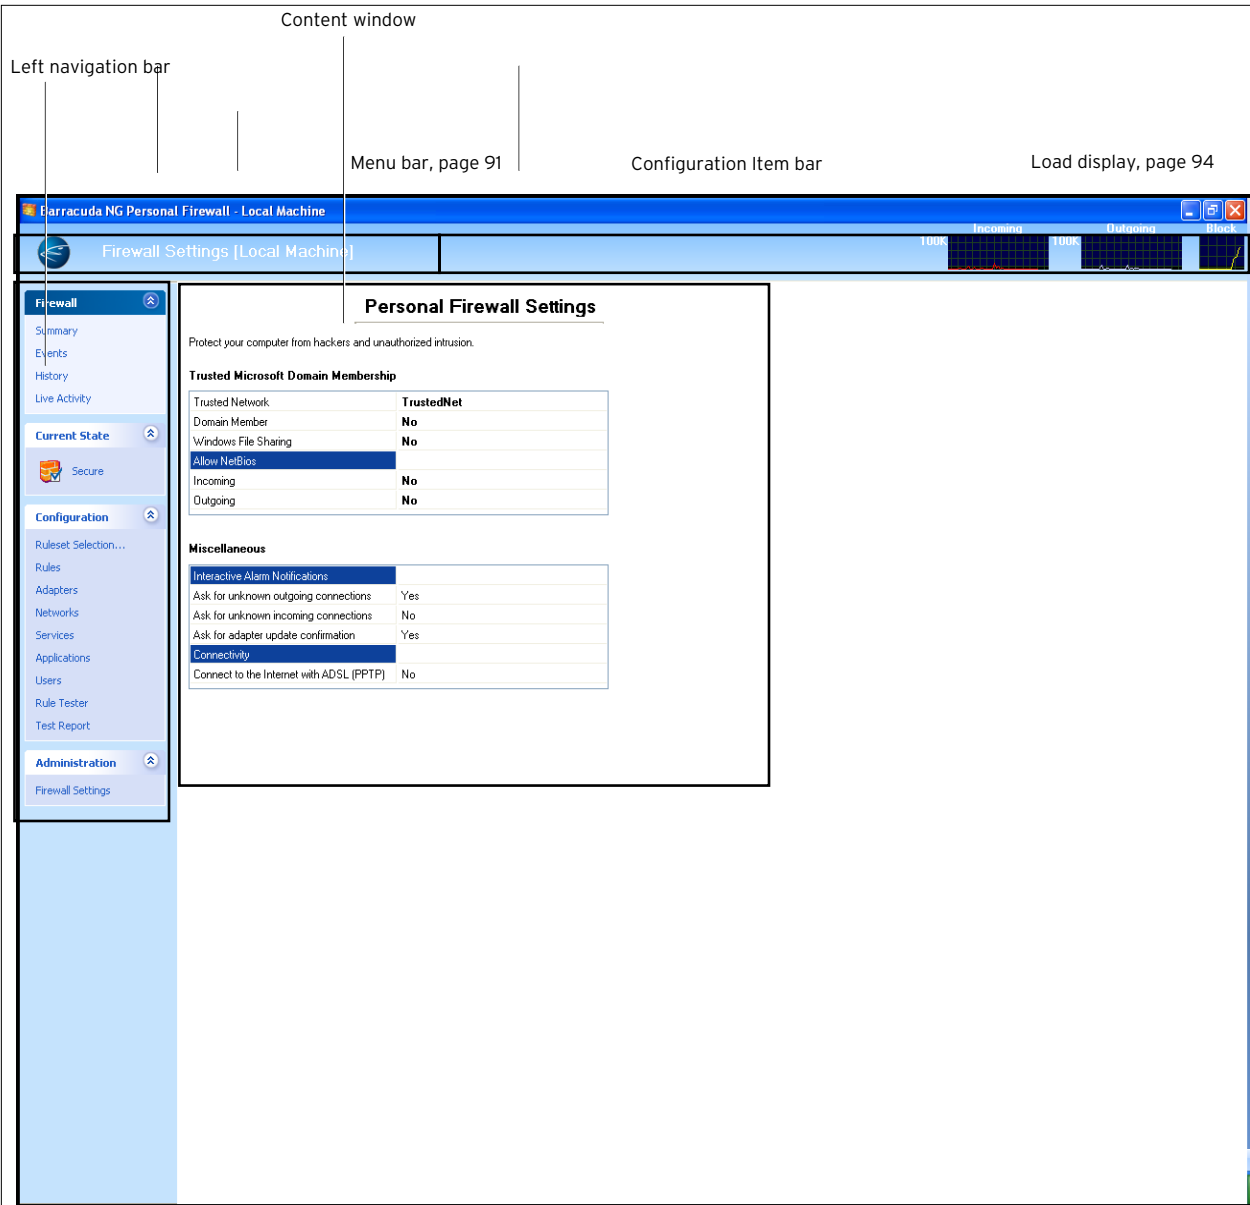 Content window
Left navigation bar
Menu bar, page 91
Configuration Item bar
Load display, page 94
Barracuda NG Personal Firewall - Local Machine
Firewall Settings [Local Machine]
Incoming
Outgoing
Block
100K
100K
Firewall
Summary
Events
History
Live Activity
Current State
Secure
Configuration
Ruleset Selection...
Rules
Adapters
Networks
Services
Applications
Users
Rule Tester
Test Report
Administration
Firewall Settings
Personal Firewall Settings
Protect your computer from hackers and unauthorized intrusion.
Trusted Microsoft Domain Membership
Trusted Network TrustedNet
Domain Member No
Windows File Sharing No
Allow NetBios
Incoming No
Outgoing No
Miscellaneous
Interactive Alarm Notifications
Ask for unknown outgoing connections Yes
Ask for unknown incoming connections No
Ask for adapter update confirmation Yes
Connectivity
Connect to the Internet with ADSL (PPTP) No